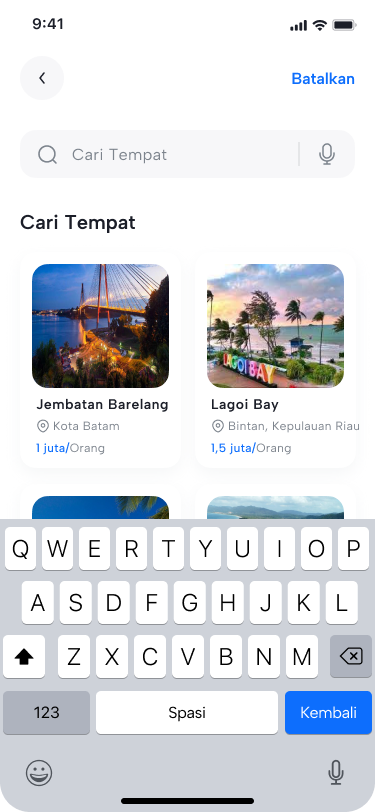 9:41
Batalkan
Cari Tempat
Cari Tempat
LAGOI BAY
Jembatan Barelang
Kota Batam
1 juta/Orang
Lagoi Bay
Bintan, Kepulauan Riau
1,5 juta/Orang
Q W E R T Y U I O P
A S D F G H J K L
Z X C V B N M
123 Spasi Kembali